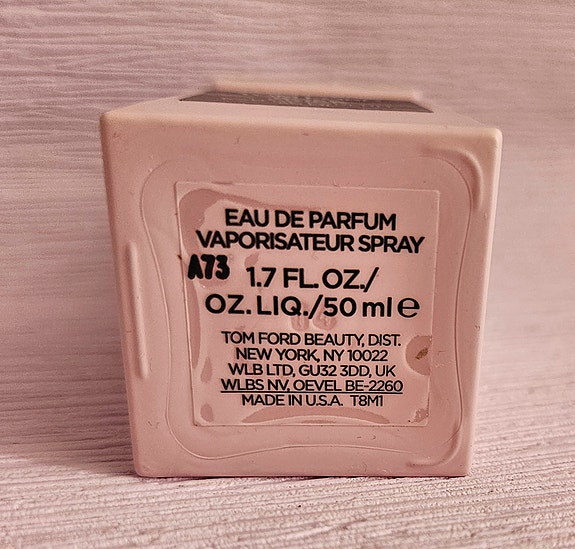 EAU DE PARFUM
VAPORISATEUR SPRAY
A73 1.7 FL.OZ./
OZ. LIQ./50 ml e
TOM FORD BEAUTY, DIST.
NEW YORK, NY 10022
WLB LTD, GU32 3DD, UK
WLBS NV, OEVEL BE-2260
MADE IN U.S.A. T8M1